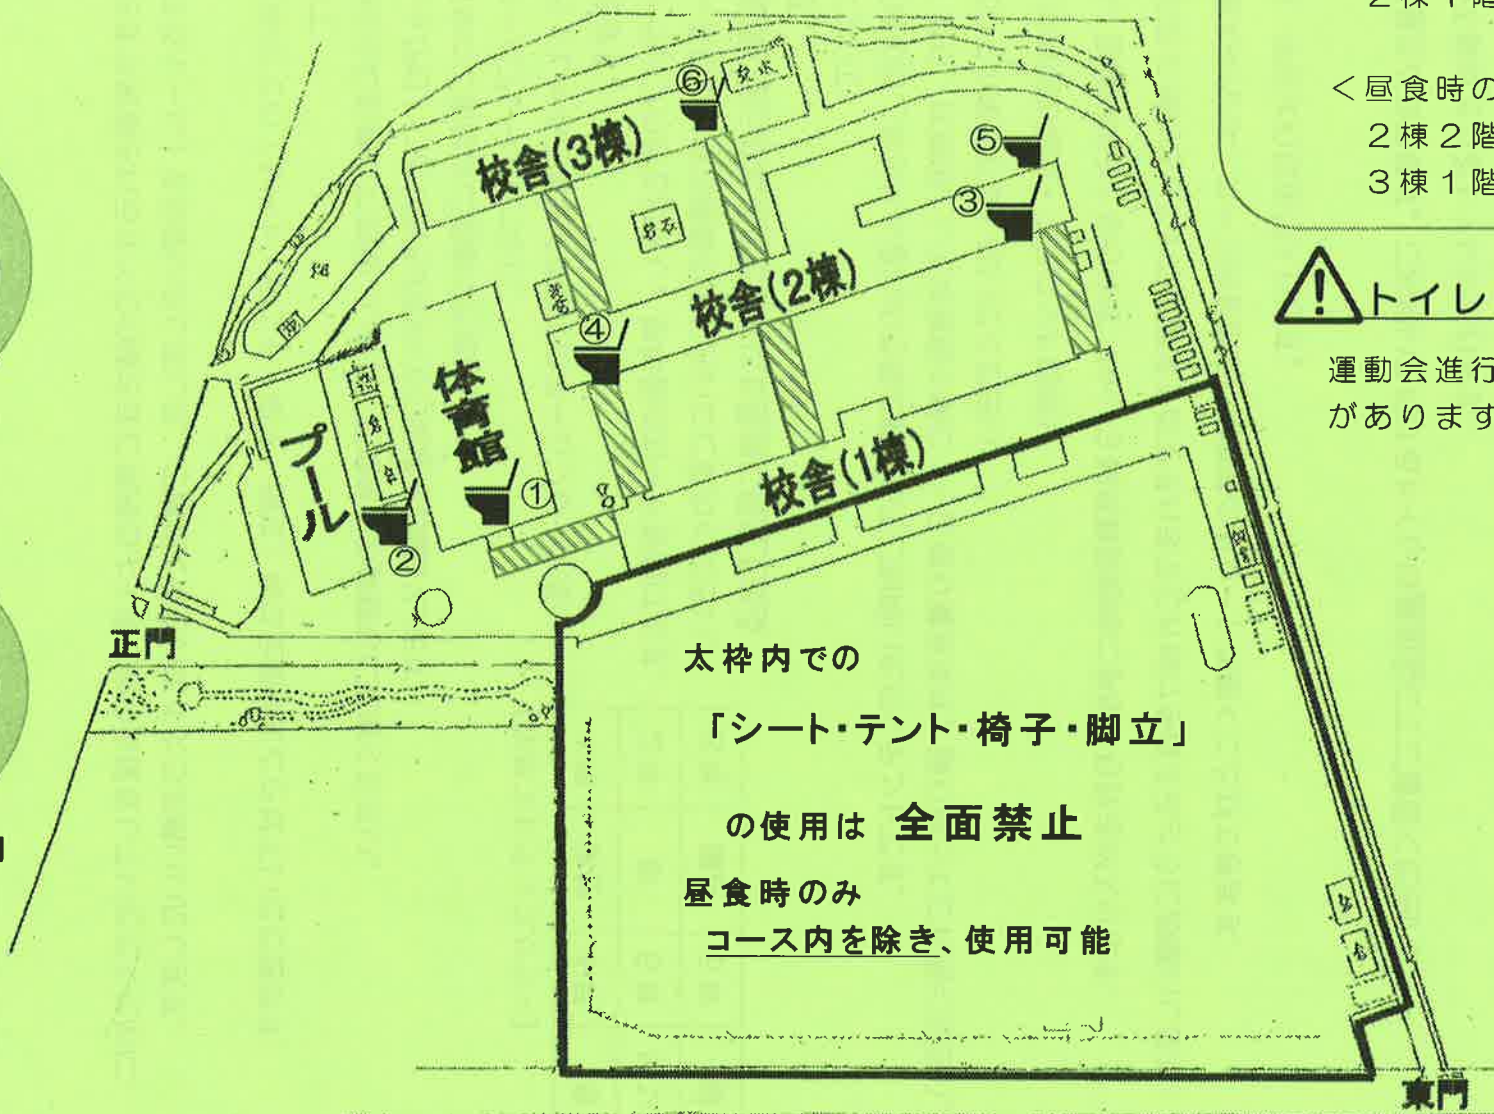 <昼食時の
２棟２階
３棟１階
⚠トイレ
運動会進行
があります
⑥
校舎(3棟)
⑤
③
校舎(2棟)
④
体育館
プール
①
②
校舎(1棟)
正門
太枠内での
「シート・テント・椅子・脚立」
の使用は 全面禁止
昼食時のみ
コース内を除き、使用可能
東門